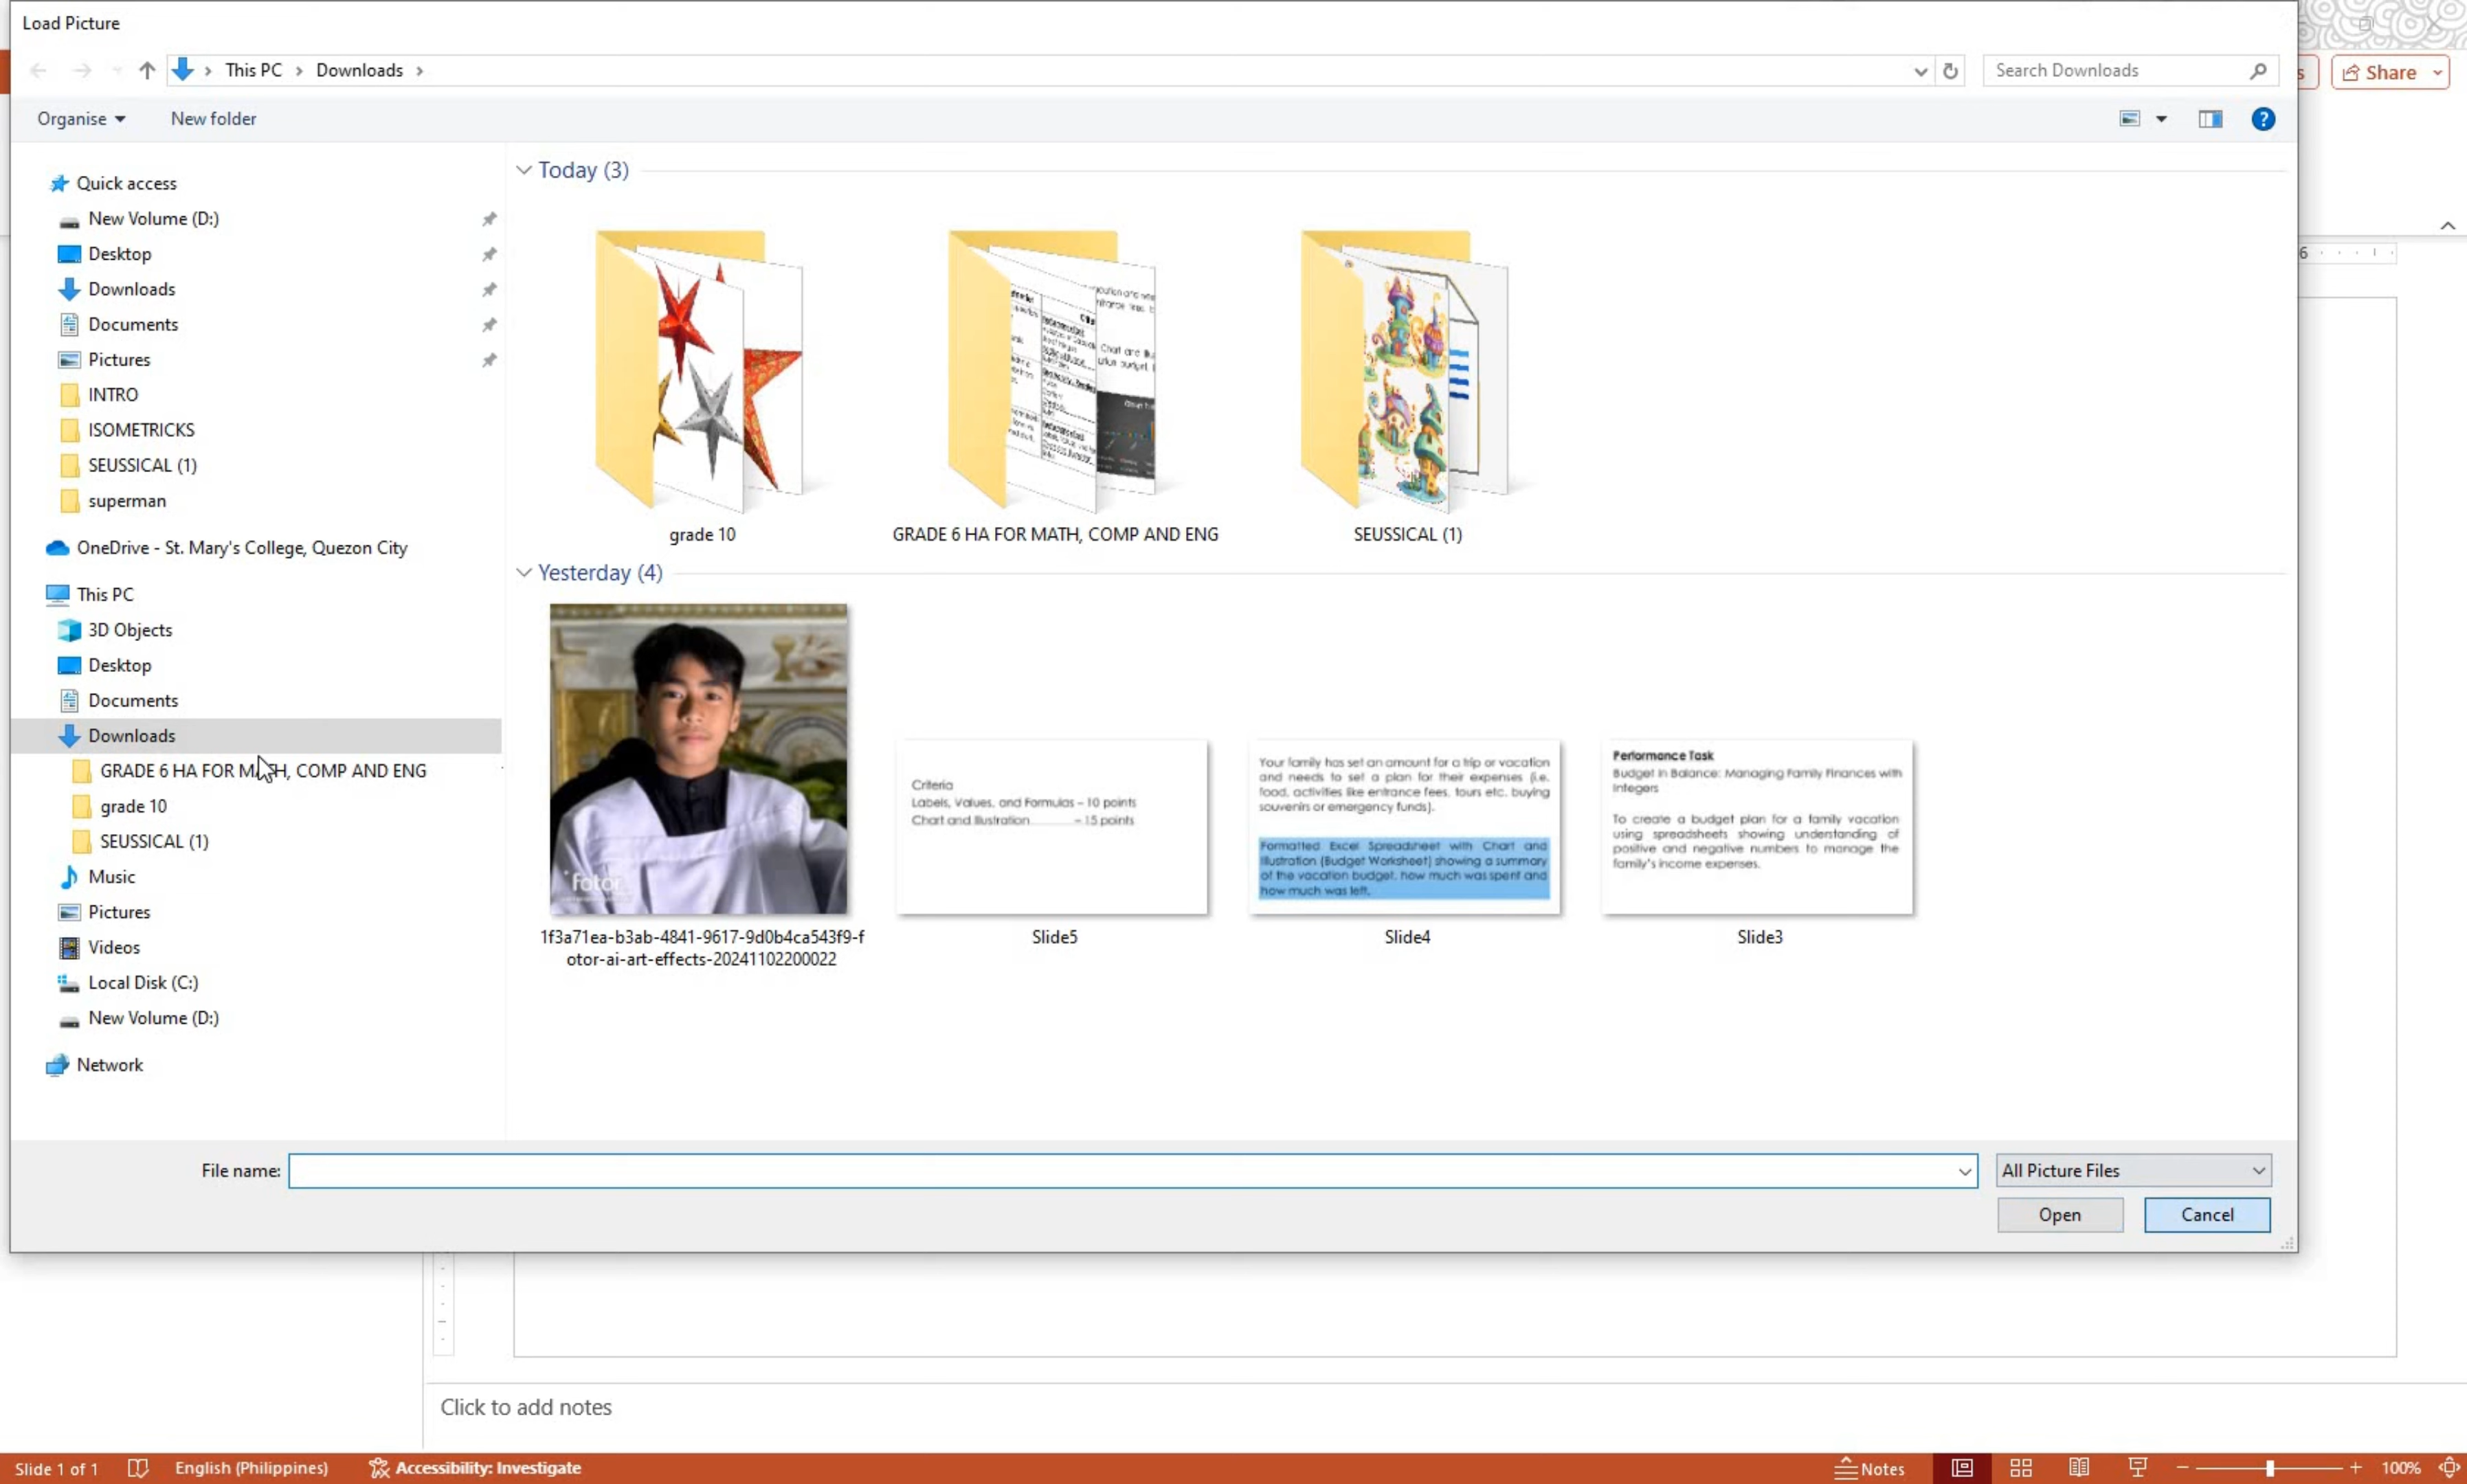 Load Picture
This PC > Downloads >
Search Downloads
Share
Organise
New folder
Quick access
New Volume (D:)
Desktop
Downloads
Documents
Pictures
INTRO
ISOMETRICKS
SEUSSICAL (1)
superman
OneDrive - St. Mary's College, Quezon City
This PC
3D Objects
Desktop
Documents
Downloads
GRADE 6 HA FOR MATH, COMP AND ENG
grade 10
SEUSSICAL (1)
Music
Pictures
Videos
Local Disk (C:)
New Volume (D:)
Network
Today (3)
grade 10
GRADE 6 HA FOR MATH, COMP AND ENG
SEUSSICAL (1)
Yesterday (4)
fotor
1f3a71ea-b3ab-4841-9617-9d0b4ca543f9-f
otor-ai-art-effects-20241102200022
Criteria
Labels, Values, and Formulas – 10 points
Chart and Illustration – 15 points
Slide5
Your family has set an amount for a trip or vacation
and needs to set a plan for their expenses (i.e.
food, activities like entrance fees, tours etc. buying
souvenirs or emergency funds).
Formatted Excel Spreadsheet with Chart and
Illustration (Budget Worksheet) showing a summary
of the vacation budget, how much was spent and
how much was left.
Slide4
Performance Task
Budget in Balance: Managing Family Finances with
Integers
To create a budget plan for a family vacation
using spreadsheets showing understanding of
positive and negative numbers to manage the
family's income expenses.
Slide3
File name:
All Picture Files
Open
Cancel
6
Click to add notes
Slide 1 of 1
English (Philippines)
Accessibility: Investigate
Notes
100%